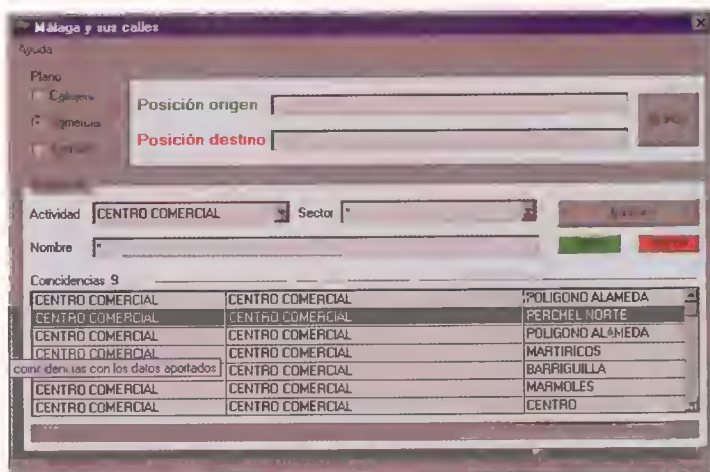 Málaga y sus calles
Ayuda
Plano
Callejero
Comercial
Posición origen
Posición destino
Actividad CENTRO COMERCIAL Sector *
Nombre *
Coincidencias 9
CENTRO COMERCIAL CENTRO COMERCIAL POLIGONO ALAMEDA
CENTRO COMERCIAL CENTRO COMERCIAL PERCHEL NORTE
CENTRO COMERCIAL CENTRO COMERCIAL POLIGONO ALAMEDA
CENTRO COMERCIAL CENTRO COMERCIAL MARTIRICOS
coincidencias con los datos aportados CENTRO COMERCIAL BARRIGUILLA
CENTRO COMERCIAL CENTRO COMERCIAL MARMOLES
CENTRO COMERCIAL CENTRO COMERCIAL CENTRO